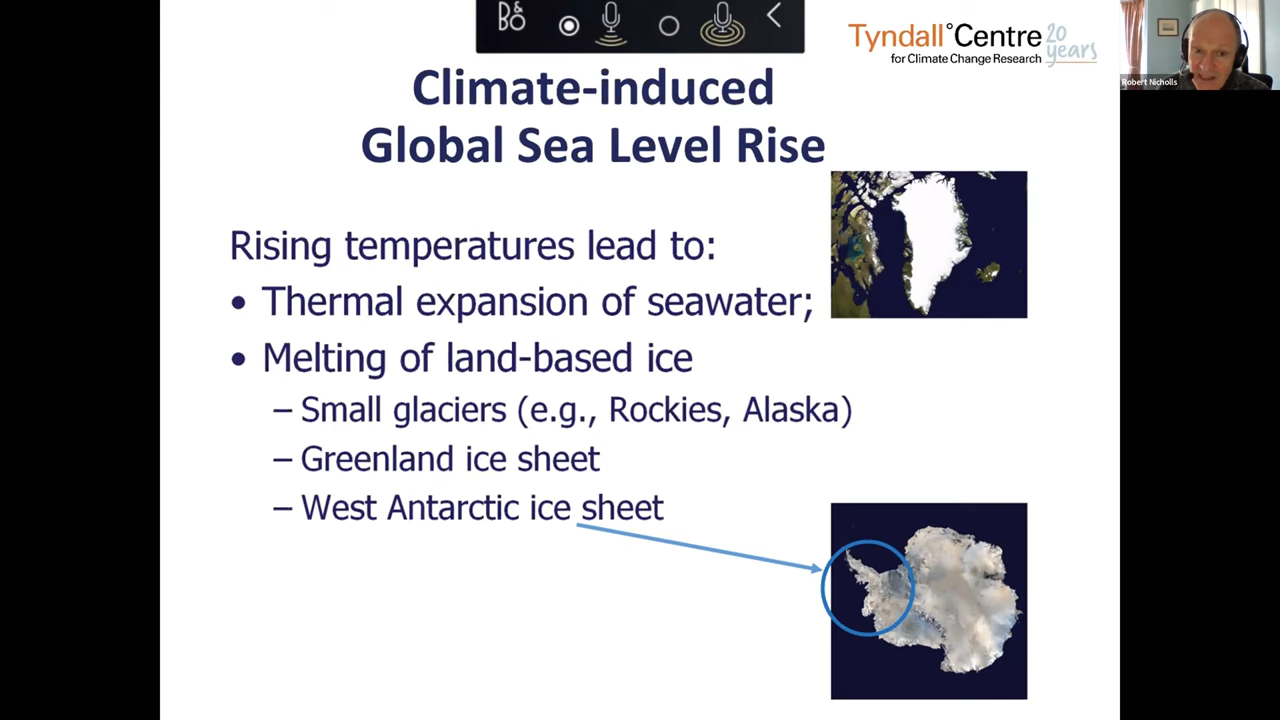 B&O
Tyndall°Centre
for Climate Change Research
20 years
Robert Nicholls
Climate-induced
Global Sea Level Rise
Rising temperatures lead to:
• Thermal expansion of seawater;
• Melting of land-based ice
– Small glaciers (e.g., Rockies, Alaska)
– Greenland ice sheet
– West Antarctic ice sheet